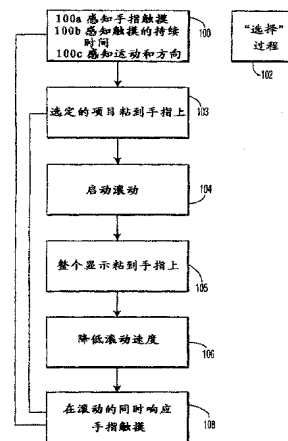 100a 感知手指触摸
100b 感知触摸的持续
时间
100c 感知运动和方向
100
“选择”
过程
102
选定的项目粘到手指上
103
启动滚动
104
整个显示粘到手指上
105
降低滚动速度
106
在滚动的同时响应
手指触摸
108